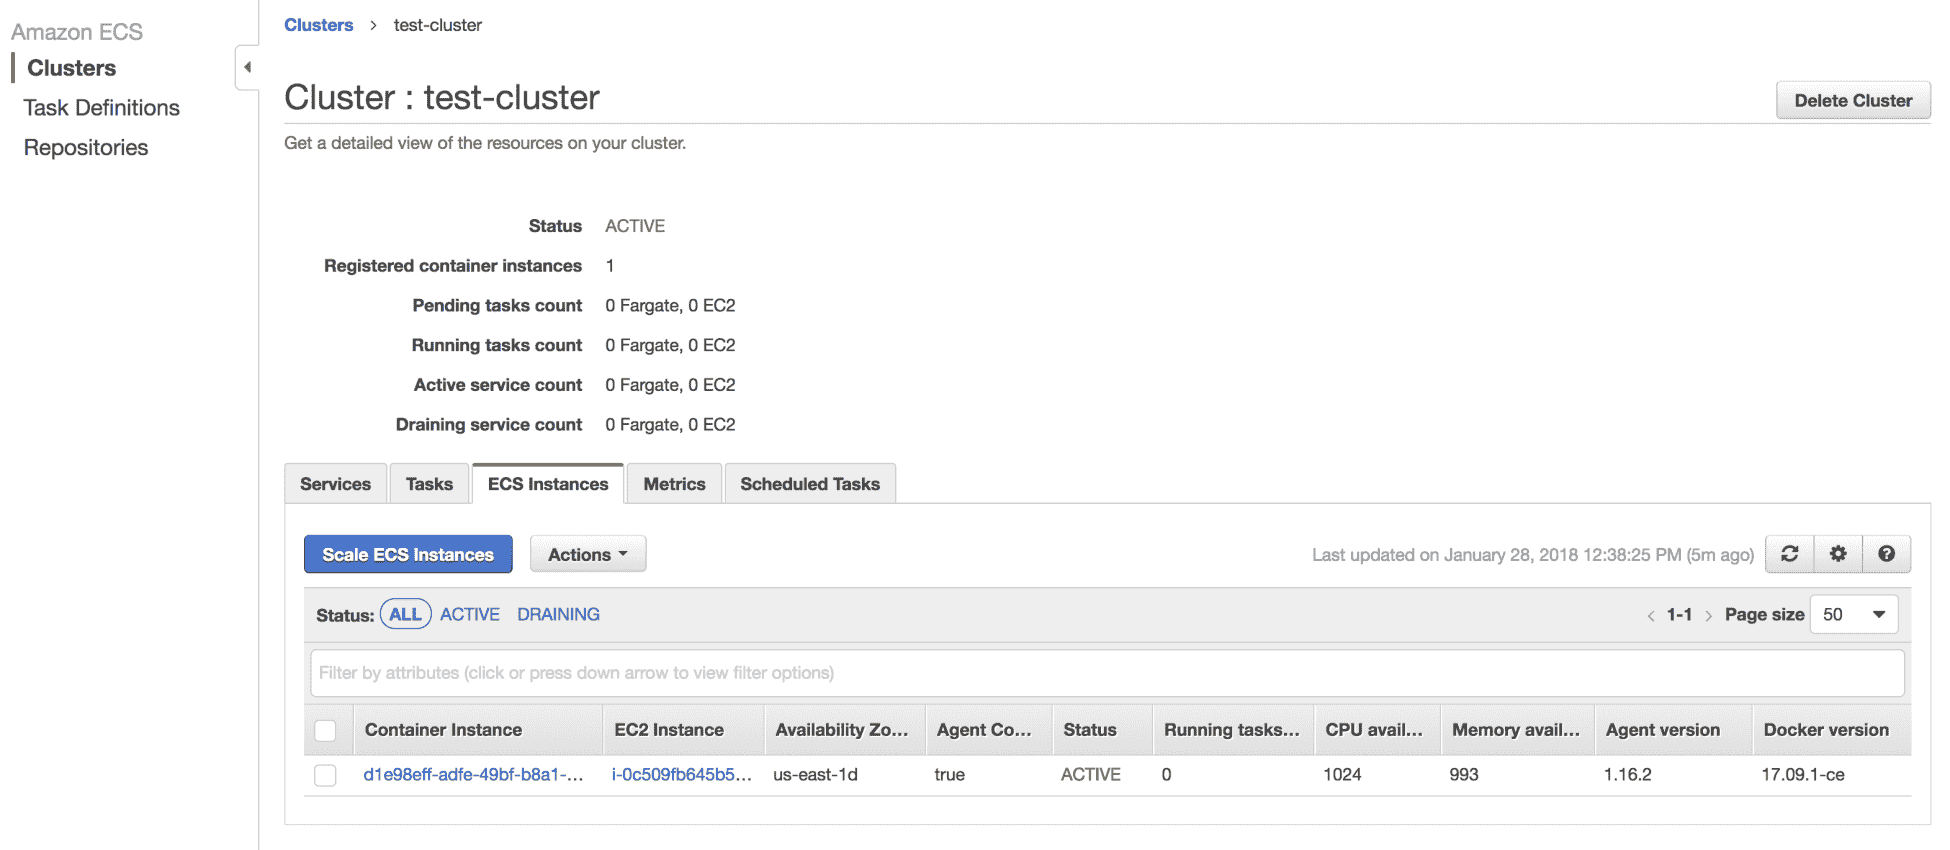 Amazon ECS
Clusters
Task Definitions
Repositories
Clusters > test-cluster
Cluster : test-cluster
Delete Cluster
Get a detailed view of the resources on your cluster.
Status ACTIVE
Registered container instances 1
Pending tasks count 0 Fargate, 0 EC2
Running tasks count 0 Fargate, 0 EC2
Active service count 0 Fargate, 0 EC2
Draining service count 0 Fargate, 0 EC2
Services Tasks ECS Instances Metrics Scheduled Tasks
Scale ECS Instances Actions Last updated on January 28, 2018 12:38:25 PM (5m ago)
Status: ALL ACTIVE DRAINING < 1-1 > Page size 50
Filter by attributes (click or press down arrow to view filter options)
Container Instance EC2 Instance Availability Zo... Agent Co... Status Running tasks... CPU avail... Memory avail... Agent version Docker version
d1e98eff-adfe-49bf-b8a1-... i-0c509fb645b5... us-east-1d true ACTIVE 0 1024 993 1.16.2 17.09.1-ce